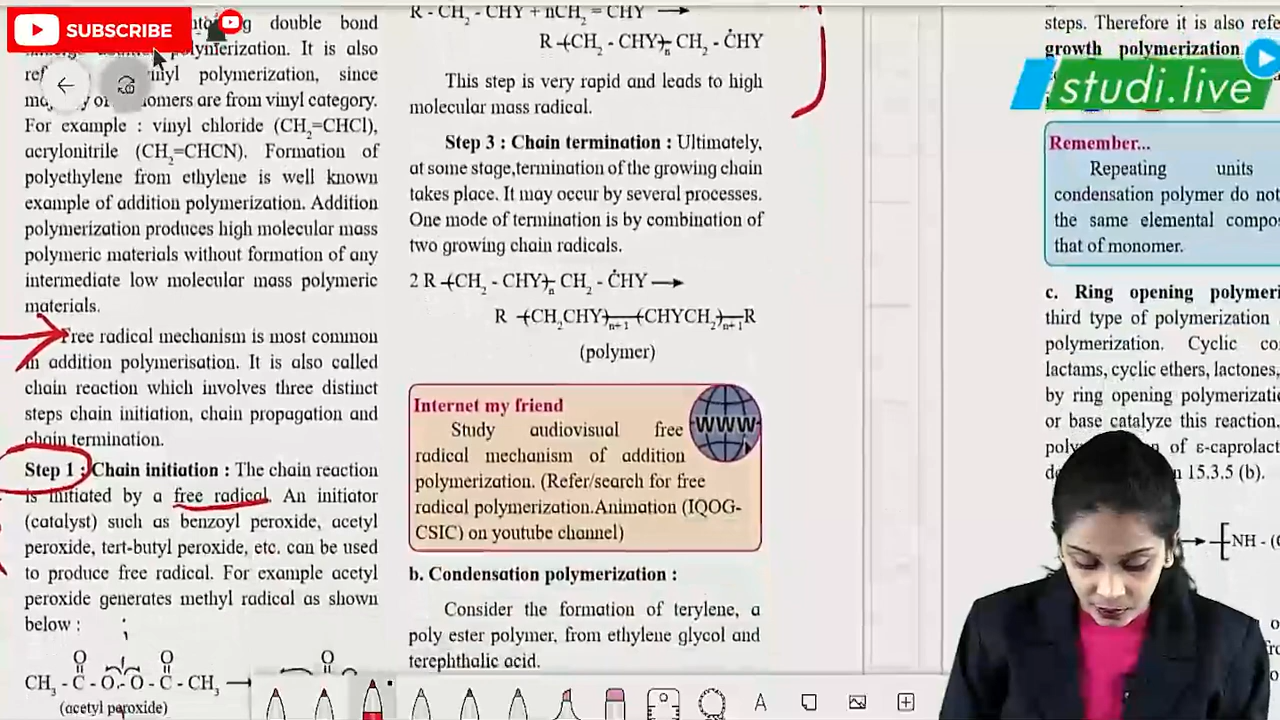 SUBSCRIBE
double bond
polymerization. It is also
vinyl polymerization, since
are from vinyl category.
For example : vinyl chloride (CH2=CHCl),
acrylonitrile (CH2=CHCN). Formation of
polyethylene from ethylene is well known
example of addition polymerization. Addition
polymerization produces high molecular mass
polymeric materials without formation of any
intermediate low molecular mass polymeric
materials.
Free radical mechanism is most common
in addition polymerisation. It is also called
chain reaction which involves three distinct
steps chain initiation, chain propagation and
chain termination.
Step 1 : Chain initiation : The chain reaction
is initiated by a free radical. An initiator
(catalyst) such as benzoyl peroxide, acetyl
peroxide, tert-butyl peroxide, etc. can be used
to produce free radical. For example acetyl
peroxide generates methyl radical as shown
below :
O O O
CH3 - C - O - O - C - CH3 ⟶
(acetyl peroxide)
R - CH2 - CHY + nCH2 = CHY ⟶
R -(CH2 - CHY)n- CH2 - ĊHY
This step is very rapid and leads to high
molecular mass radical.
Step 3 : Chain termination : Ultimately,
at some stage,termination of the growing chain
takes place. It may occur by several processes.
One mode of termination is by combination of
two growing chain radicals.
2 R -(CH2 - CHY)n- CH2 - ĊHY ⟶
R -(CH2CHY)n+1-(CHYCH2)n+1-R
(polymer)
Internet my friend
www
Study audiovisual free
radical mechanism of addition
polymerization. (Refer/search for free
radical polymerization.Animation (IQOG-
CSIC) on youtube channel)
b. Condensation polymerization :
Consider the formation of terylene, a
poly ester polymer, from ethylene glycol and
terephthalic acid.
steps. Therefore it is also
growth polymerization
studi.live
Remember...
Repeating units
condensation polymer do not
the same elemental
that of monomer.
c. Ring opening
third type of polymerization
polymerization. Cyclic
lactams, cyclic ethers, lactones,
by ring opening
or base catalyze this reaction.
of ε-
15.3.5 (b).
→ [NH - (
A